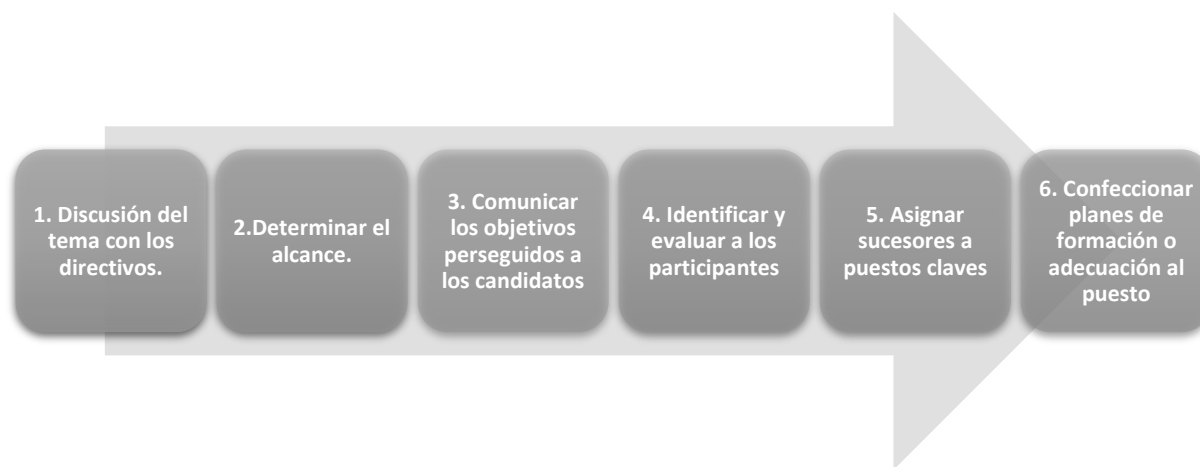 1. Discusión del
tema con los
directivos.
2.Determinar el
alcance.
3. Comunicar
los objetivos
perseguidos a
los candidatos
4. Identificar y
evaluar a los
participantes
5. Asignar
sucesores a
puestos claves
6. Confeccionar
planes de
formación o
adecuación al
puesto